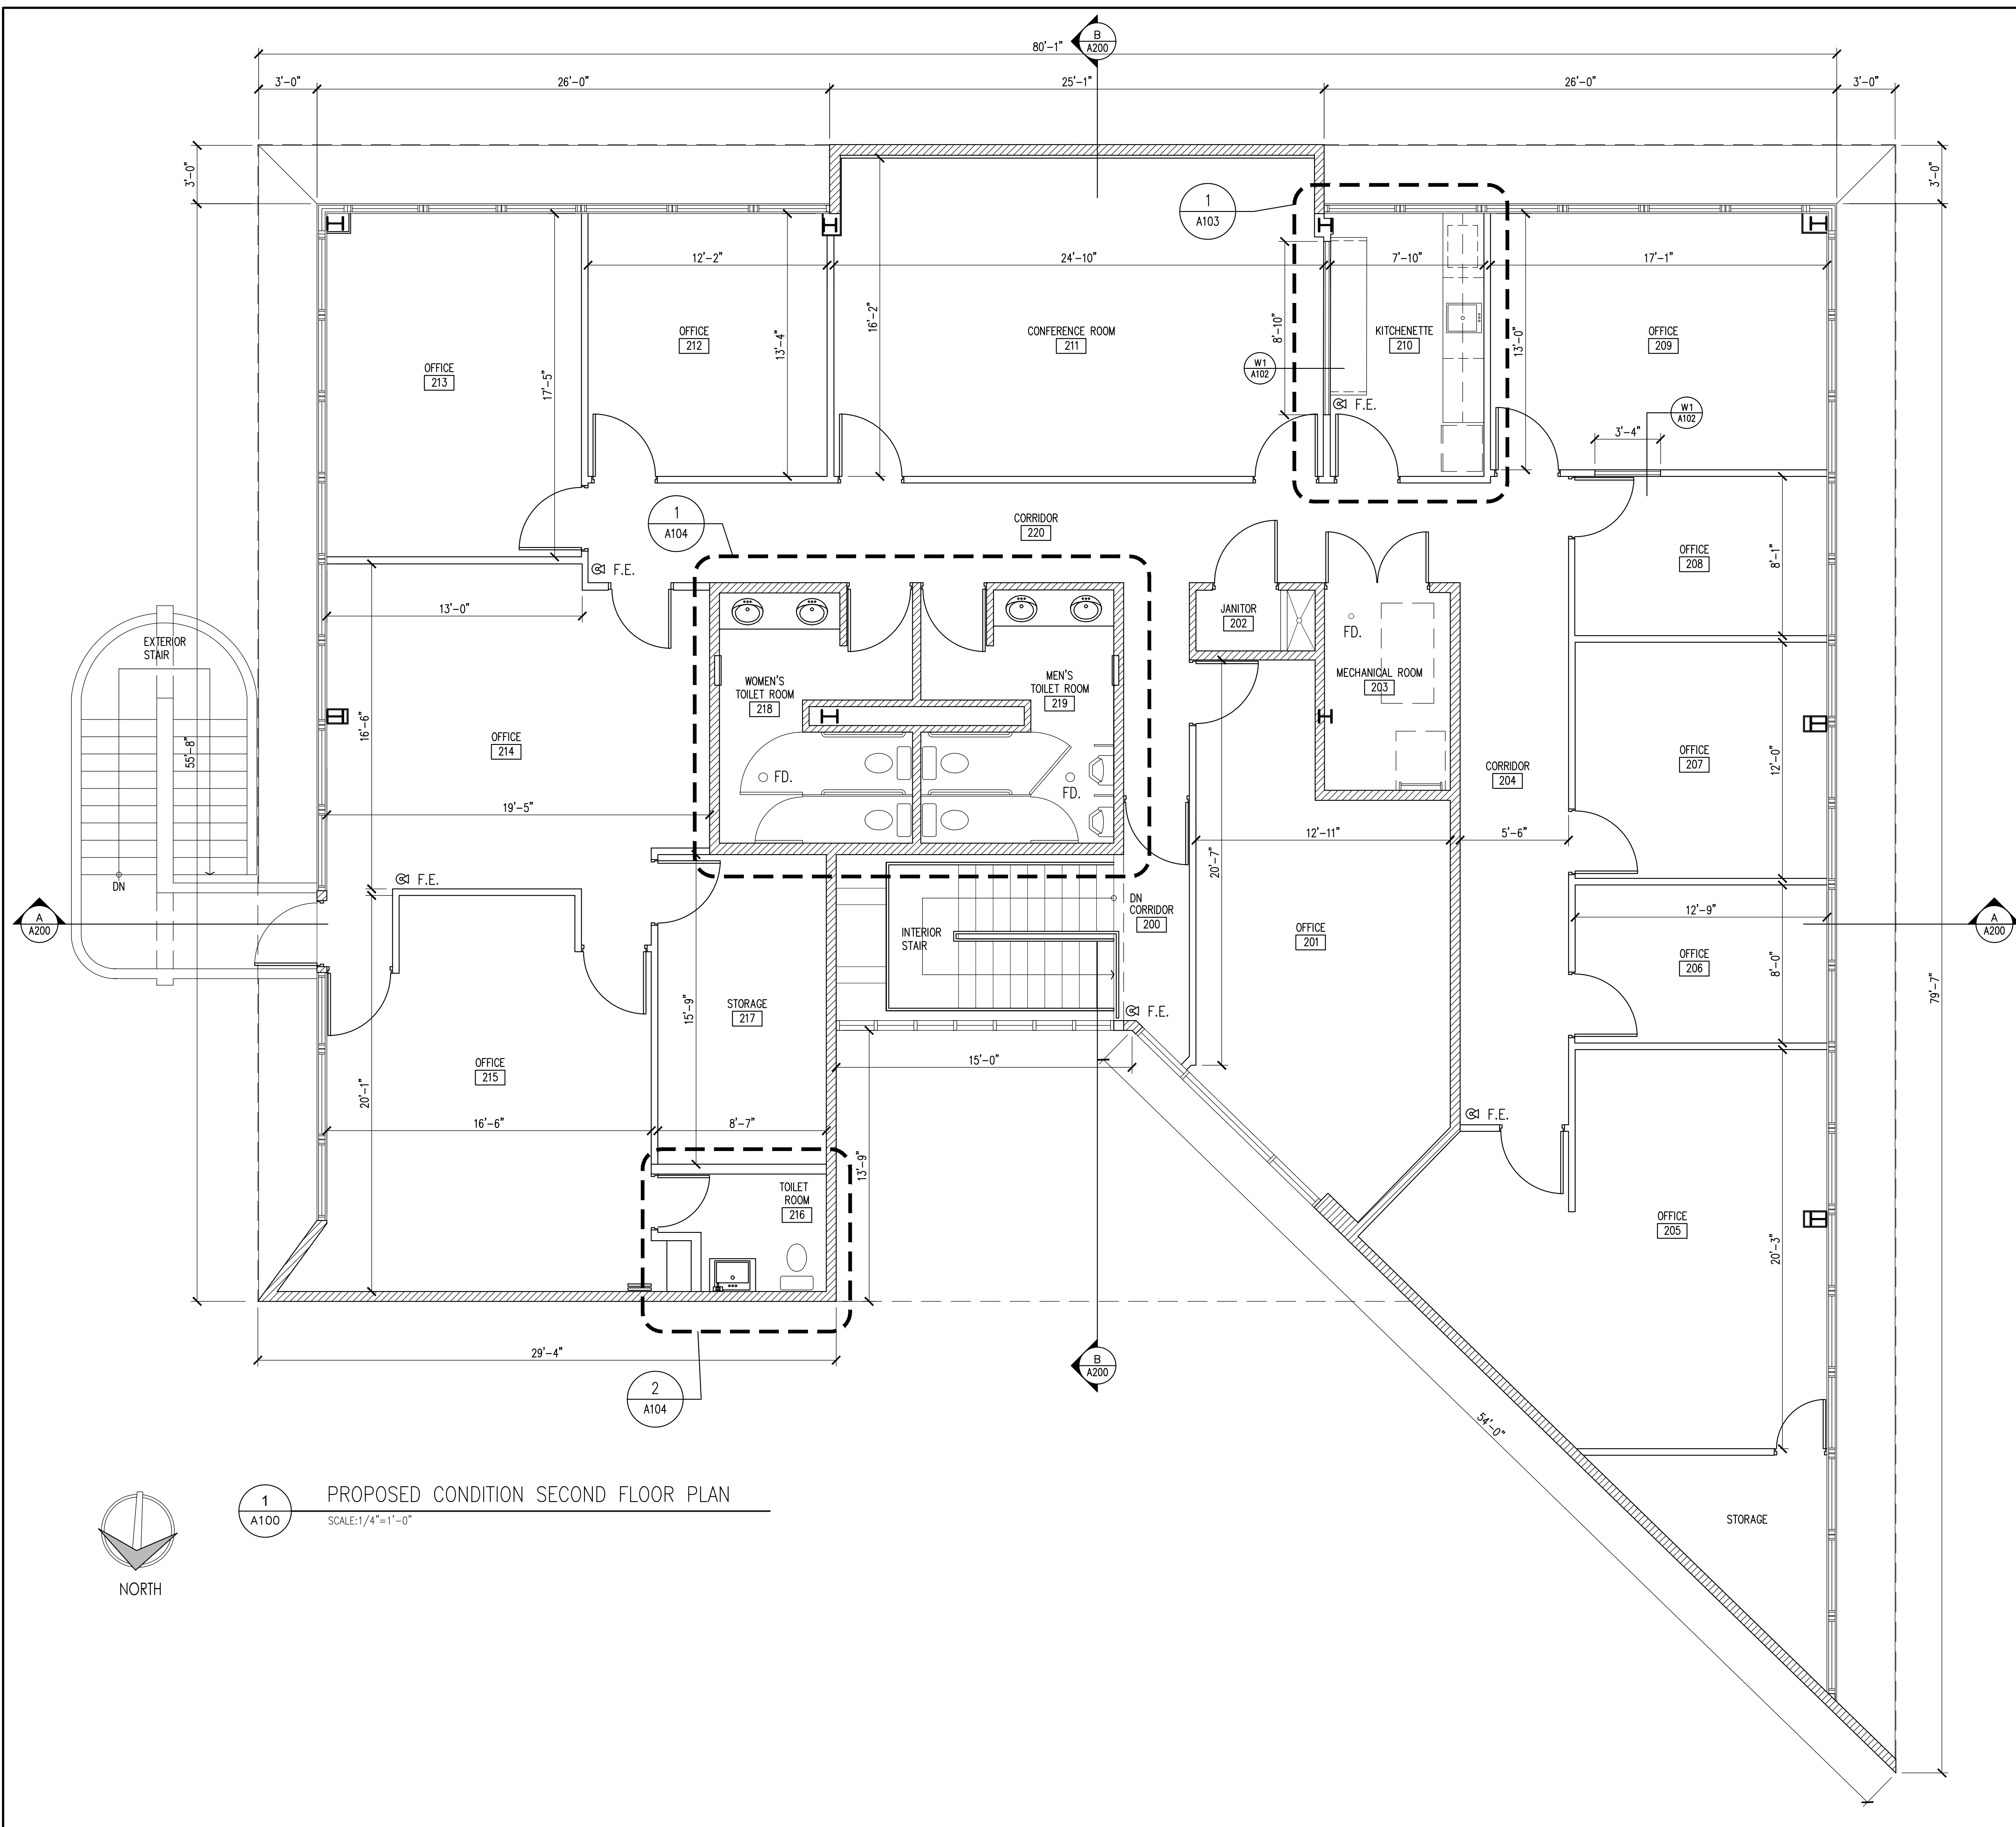 B
A200
80'-1"
3'-0"
26'-0"
25'-1"
26'-0"
3'-0"
3'-0"
3'-0"
1
A103
12'-2"
24'-10"
7'-10"
17'-1"
16'-2"
8'-10"
13'-4"
13'-0"
OFFICE
212
CONFERENCE ROOM
211
KITCHENETTE
210
OFFICE
209
OFFICE
213
17'-5"
W1
A102
F.E.
W1
A102
3'-4"
1
A104
CORRIDOR
220
OFFICE
208
8'-1"
F.E.
13'-0"
JANITOR
202
FD.
EXTERIOR
STAIR
WOMEN'S
TOILET ROOM
218
MEN'S
TOILET ROOM
219
MECHANICAL ROOM
203
16'-6"
55'-8"
OFFICE
214
FD.
FD.
CORRIDOR
204
OFFICE
207
12'-0"
19'-5"
12'-11"
5'-6"
20'-7"
DN
F.E.
A
A200
INTERIOR
STAIR
DN
CORRIDOR
200
OFFICE
201
12'-9"
OFFICE
206
8'-0"
A
A200
79'-7"
STORAGE
217
15'-9"
F.E.
15'-0"
OFFICE
215
20'-1"
16'-6"
8'-7"
F.E.
13'-9"
TOILET
ROOM
216
OFFICE
205
20'-3"
29'-4"
B
A200
2
A104
54'-0"
1
A100
PROPOSED CONDITION SECOND FLOOR PLAN
SCALE:1/4"=1'-0"
STORAGE
NORTH